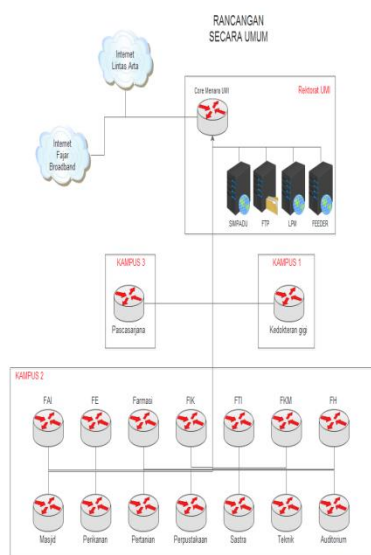 RANCANGAN
SECARA UMUM
Internet
Lintas Arta
Core Menara UMI
Rektorat UMI
Internet
Fajar
Broadband
SIMPADU
FTP
LPM
FEEDER
KAMPUS 3
KAMPUS 1
Pascasarjana
Kedokteran gigi
KAMPUS 2
FAI
FE
Farmasi
FIK
FTI
FKM
FH
Masjid
Perikanan
Pertanian
Perpustakaan
Sastra
Teknik
Auditorium